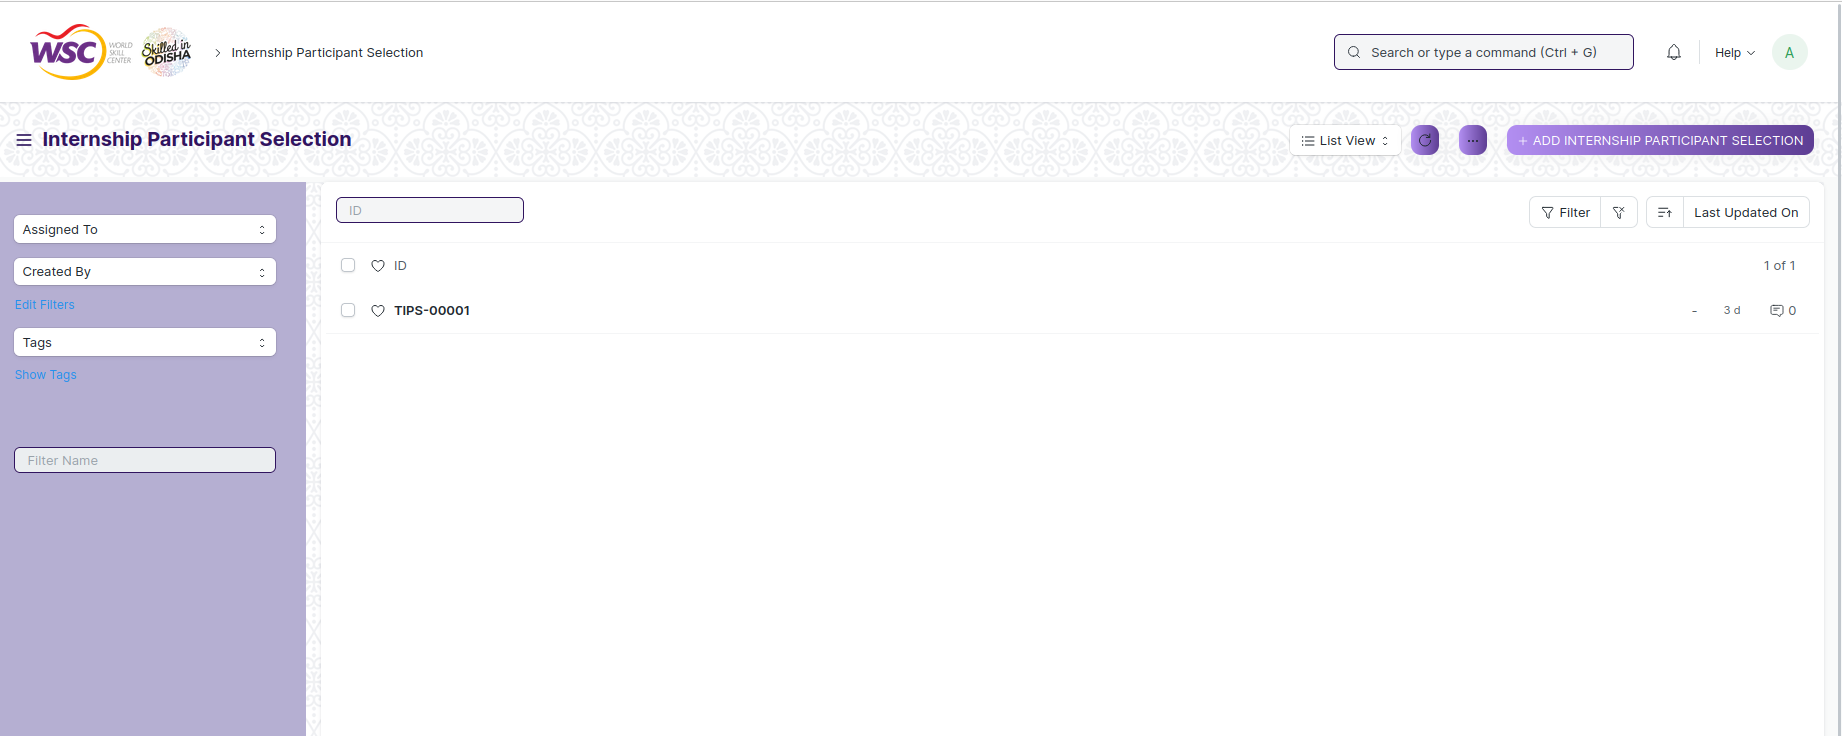 WSC WORLD SKILL CENTER
Skilled in ODISHA
Internship Participant Selection
Search or type a command (Ctrl + G)
Help
A
Internship Participant Selection
List View
+ ADD INTERNSHIP PARTICIPANT SELECTION
Assigned To
Created By
Edit Filters
Tags
Show Tags
Filter Name
ID
Filter
Last Updated On
ID
1 of 1
TIPS-00001
-
3 d
0